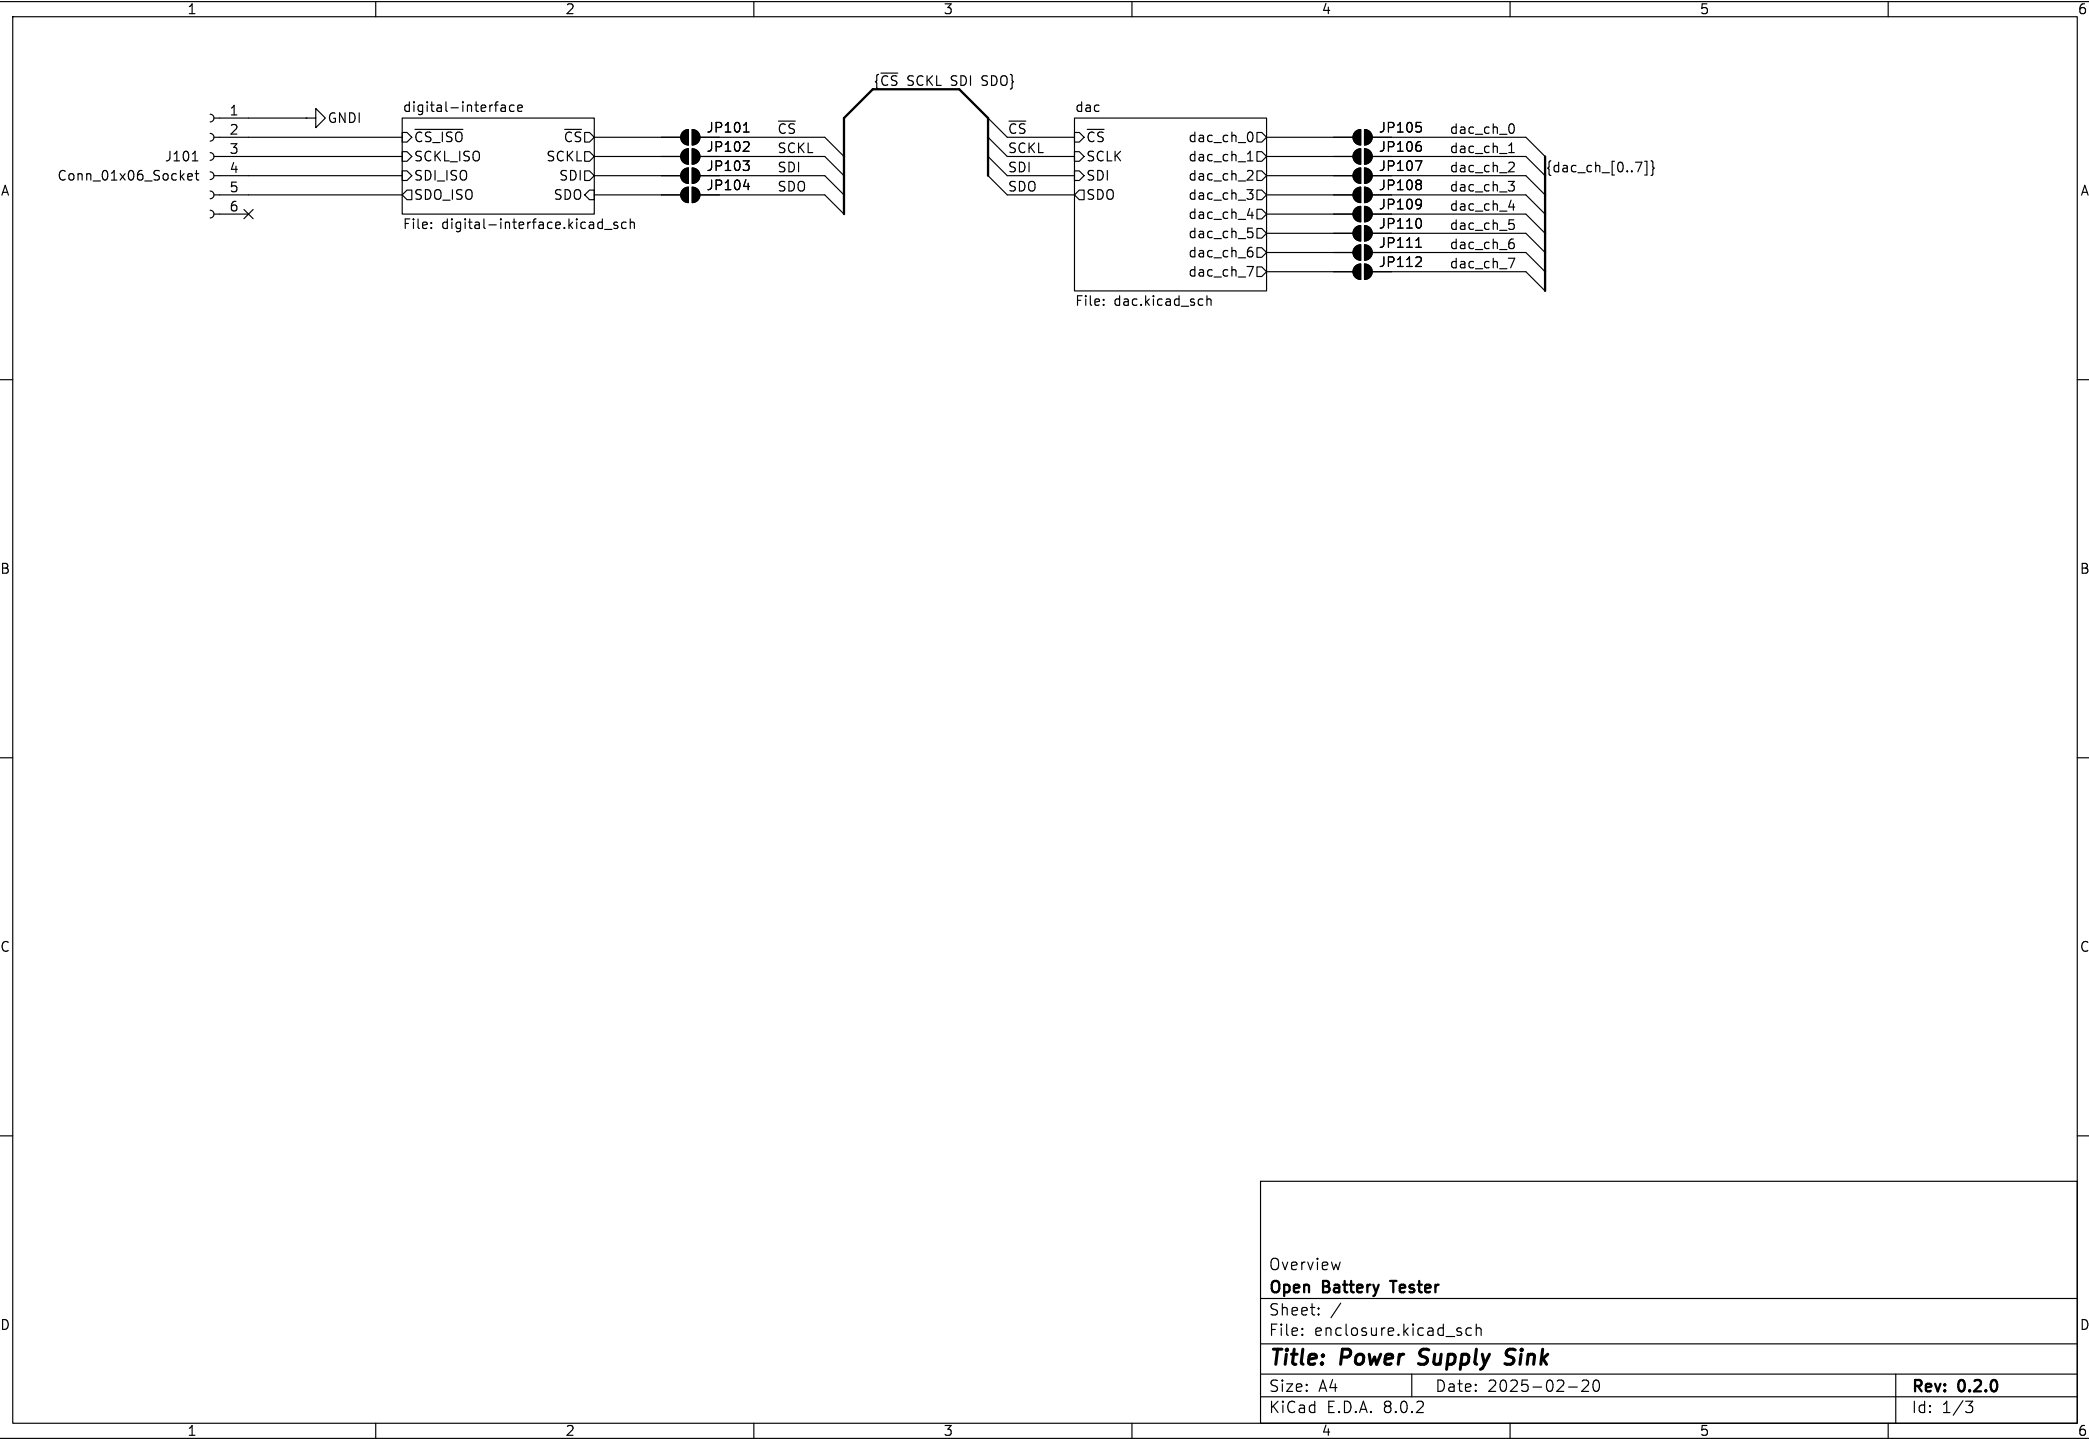 1 2 3 4 5 6
{CS SCKL SDI SDO}
digital-interface
dac
1 GNDI
2
J101 3
Conn_01x06_Socket 4
5
6
CS_ISO CS
SCKL_ISO SCKL
SDI_ISO SDI
SDO_ISO SDO
File: digital-interface.kicad_sch
JP101 CS
JP102 SCKL
JP103 SDI
JP104 SDO
CS
SCKL
SDI
SDO
CS dac_ch_0
SCLK dac_ch_1
SDI dac_ch_2
SDO dac_ch_3
dac_ch_4
dac_ch_5
dac_ch_6
dac_ch_7
File: dac.kicad_sch
JP105 dac_ch_0
JP106 dac_ch_1
JP107 dac_ch_2
JP108 dac_ch_3
JP109 dac_ch_4
JP110 dac_ch_5
JP111 dac_ch_6
JP112 dac_ch_7
{dac_ch_[0..7]}
A A
B B
C C
D D
Overview
Open Battery Tester
Sheet: /
File: enclosure.kicad_sch
Title: Power Supply Sink
Size: A4 Date: 2025-02-20 Rev: 0.2.0
KiCad E.D.A. 8.0.2 Id: 1/3
1 2 3 4 5 6